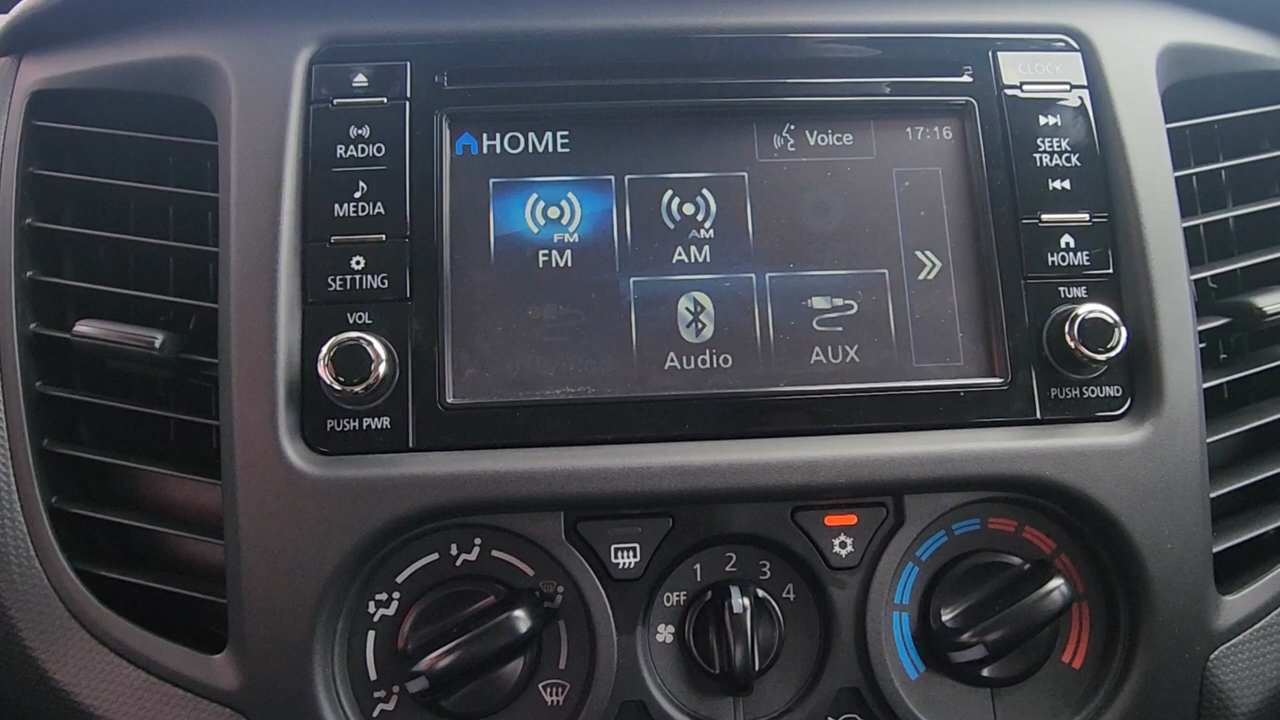 CLOCK
RADIO
MEDIA
SETTING
VOL
PUSH PWR
HOME
Voice
17:16
FM
FM
AM
AM
Audio
AUX
SEEK
TRACK
HOME
TUNE
PUSH SOUND
OFF 1 2 3 4